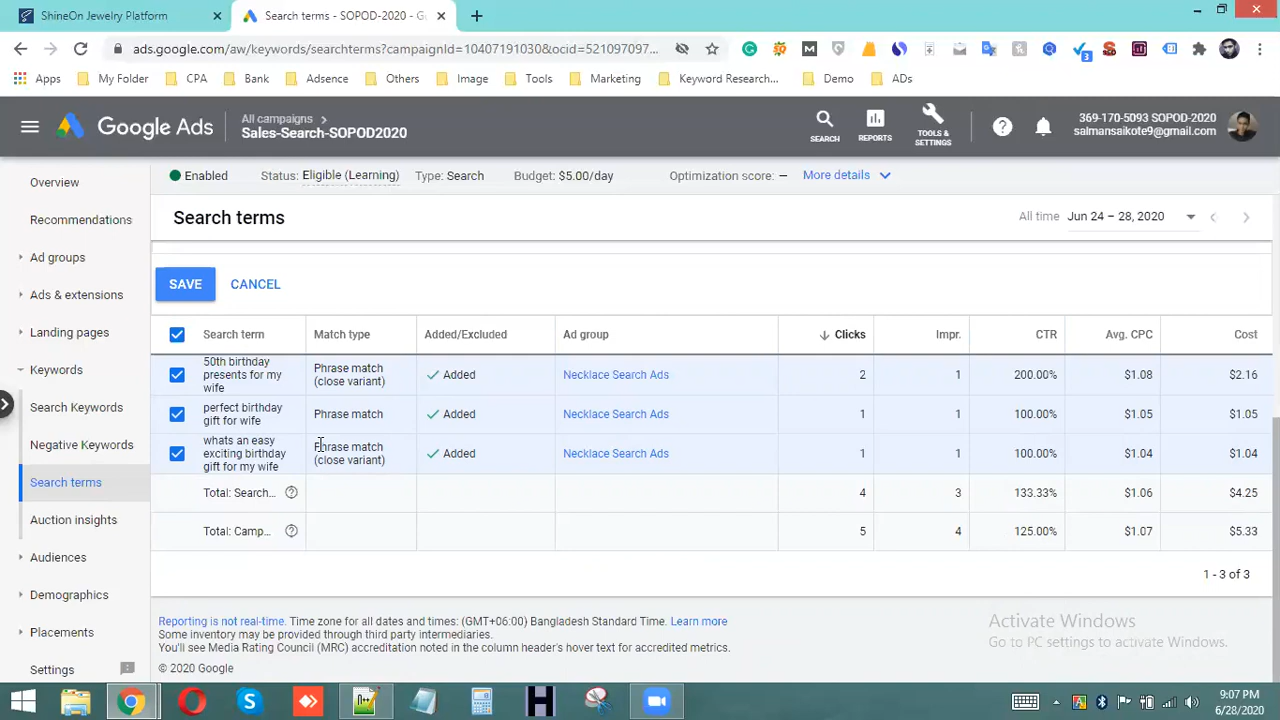 ShineOn Jewelry Platform
Search terms - SOPOD-2020 - Go
ads.google.com/aw/keywords/searchterms?campaignId=10407191030&ocid=521097097...
Apps
My Folder
CPA
Bank
Adsence
Others
Image
Tools
Marketing
Keyword Research...
Demo
ADs
Google Ads
All campaigns
Sales-Search-SOPOD2020
SEARCH
REPORTS
TOOLS &
SETTINGS
369-170-5093 SOPOD-2020
salmansaikote9@gmail.com
Overview
Recommendations
Ad groups
Ads & extensions
Landing pages
Keywords
Search Keywords
Negative Keywords
Search terms
Auction insights
Audiences
Demographics
Placements
Settings
Enabled
Status: Eligible (Learning)
Type: Search
Budget: $5.00/day
Optimization score: –
More details
Search terms
All time Jun 24 – 28, 2020
SAVE
CANCEL
Search term Match type Added/Excluded Ad group Clicks Impr. CTR Avg. CPC Cost
50th birthday
presents for my
wife
Phrase match
(close variant)
Added Necklace Search Ads 2 1 200.00% $1.08 $2.16
perfect birthday
gift for wife
Phrase match Added Necklace Search Ads 1 1 100.00% $1.05 $1.05
whats an easy
exciting birthday
gift for my wife
Phrase match
(close variant)
Added Necklace Search Ads 1 1 100.00% $1.04 $1.04
Total: Search... 4 3 133.33% $1.06 $4.25
Total: Camp... 5 4 125.00% $1.07 $5.33
1 - 3 of 3
Reporting is not real-time. Time zone for all dates and times: (GMT+06:00) Bangladesh Standard Time. Learn more
Some inventory may be provided through third party intermediaries.
You'll see Media Rating Council (MRC) accreditation noted in the column header's hover text for accredited metrics.
© 2020 Google
Activate Windows
Go to PC settings to activate Windows.
9:07 PM
6/28/2020